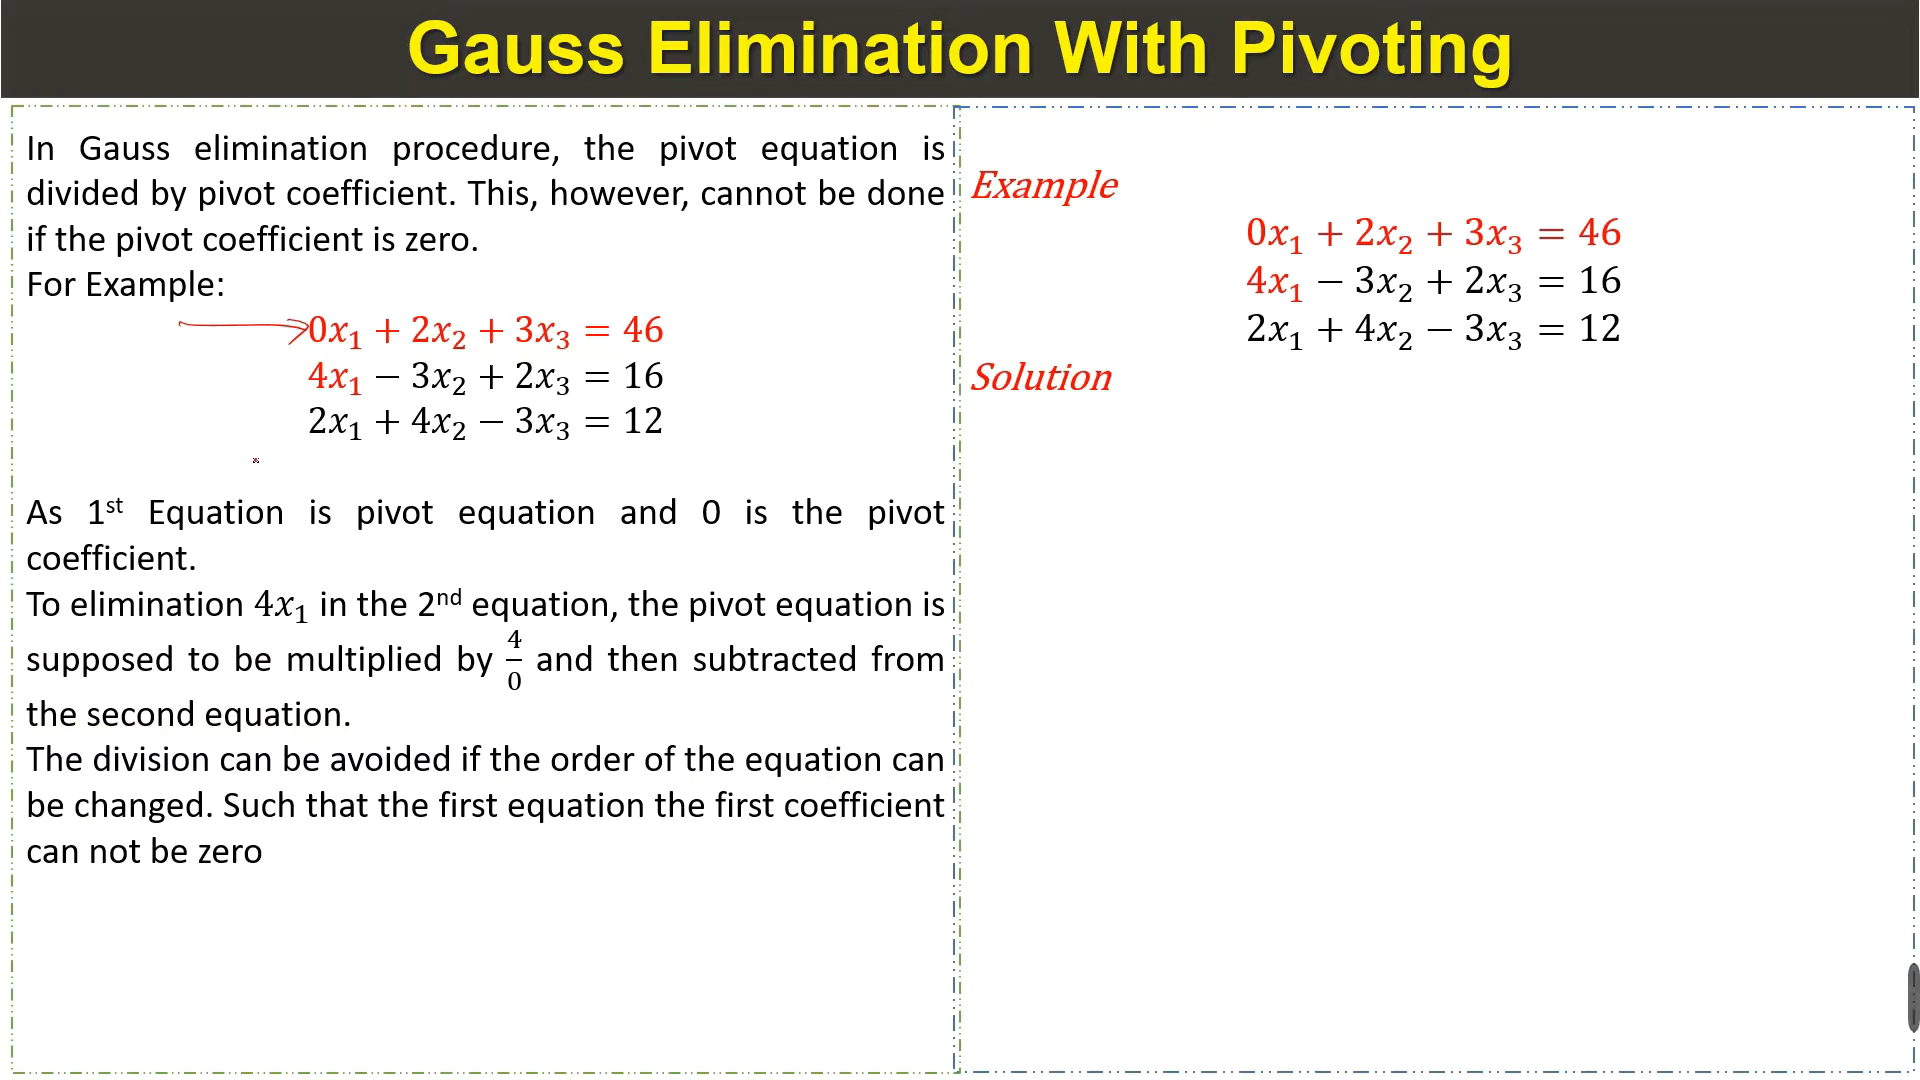 Gauss Elimination With Pivoting
In Gauss elimination procedure, the pivot equation is
divided by pivot coefficient. This, however, cannot be done
if the pivot coefficient is zero.
For Example:
0x₁ + 2x₂ + 3x₃ = 46
4x₁ − 3x₂ + 2x₃ = 16
2x₁ + 4x₂ − 3x₃ = 12
As 1st Equation is pivot equation and 0 is the pivot
coefficient.
To elimination 4x₁ in the 2nd equation, the pivot equation is
supposed to be multiplied by 4/0 and then subtracted from
the second equation.
The division can be avoided if the order of the equation can
be changed. Such that the first equation the first coefficient
can not be zero
Example
0x₁ + 2x₂ + 3x₃ = 46
4x₁ − 3x₂ + 2x₃ = 16
2x₁ + 4x₂ − 3x₃ = 12
Solution